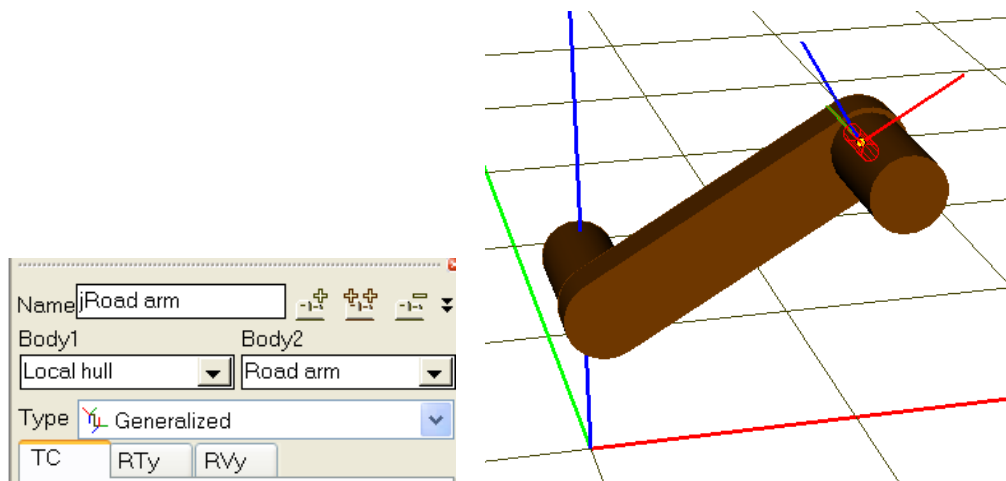 Name jRoad arm
Body1 Body2
Local hull Road arm
Type Generalized
TC RTy RVy